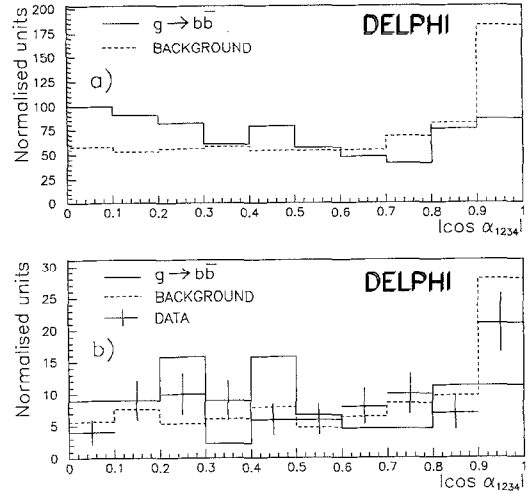 Normalised units
200
175
150
125
100
75
50
25
0
g → bb̄
BACKGROUND
DELPHI
a)
0 0.1 0.2 0.3 0.4 0.5 0.6 0.7 0.8 0.9 1
|cos α1234|
Normalised units
30
25
20
15
10
5
0
g → bb̄
BACKGROUND
DATA
DELPHI
b)
0 0.1 0.2 0.3 0.4 0.5 0.6 0.7 0.8 0.9 1
|cos α1234|